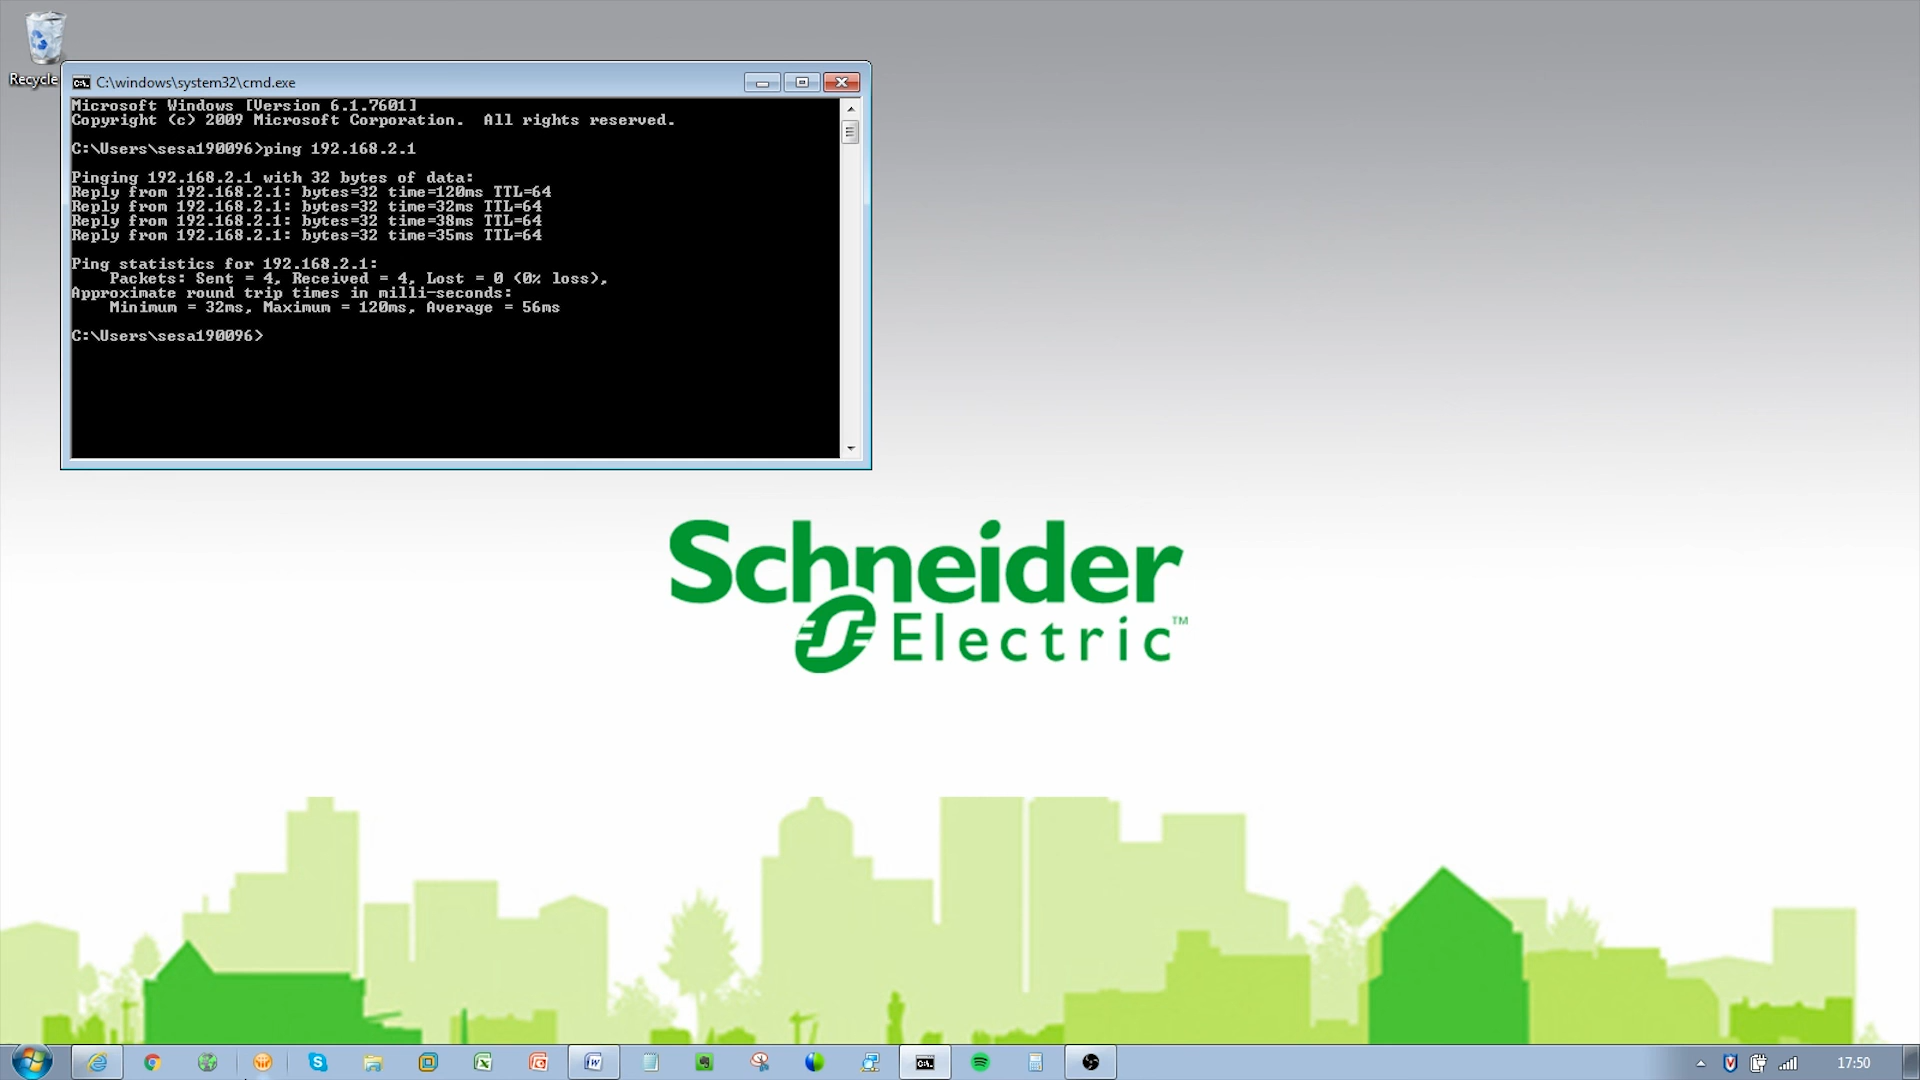 Recycle
C:\windows\system32\cmd.exe
Microsoft Windows [Version 6.1.7601]
Copyright (c) 2009 Microsoft Corporation.  All rights reserved.
C:\Users\sesa190096>ping 192.168.2.1
Pinging 192.168.2.1 with 32 bytes of data:
Reply from 192.168.2.1: bytes=32 time=120ms TTL=64
Reply from 192.168.2.1: bytes=32 time=32ms TTL=64
Reply from 192.168.2.1: bytes=32 time=38ms TTL=64
Reply from 192.168.2.1: bytes=32 time=35ms TTL=64
Ping statistics for 192.168.2.1:
    Packets: Sent = 4, Received = 4, Lost = 0 (0% loss),
Approximate round trip times in milli-seconds:
    Minimum = 32ms, Maximum = 120ms, Average = 56ms
C:\Users\sesa190096>
Schneider
Electric™
17:50